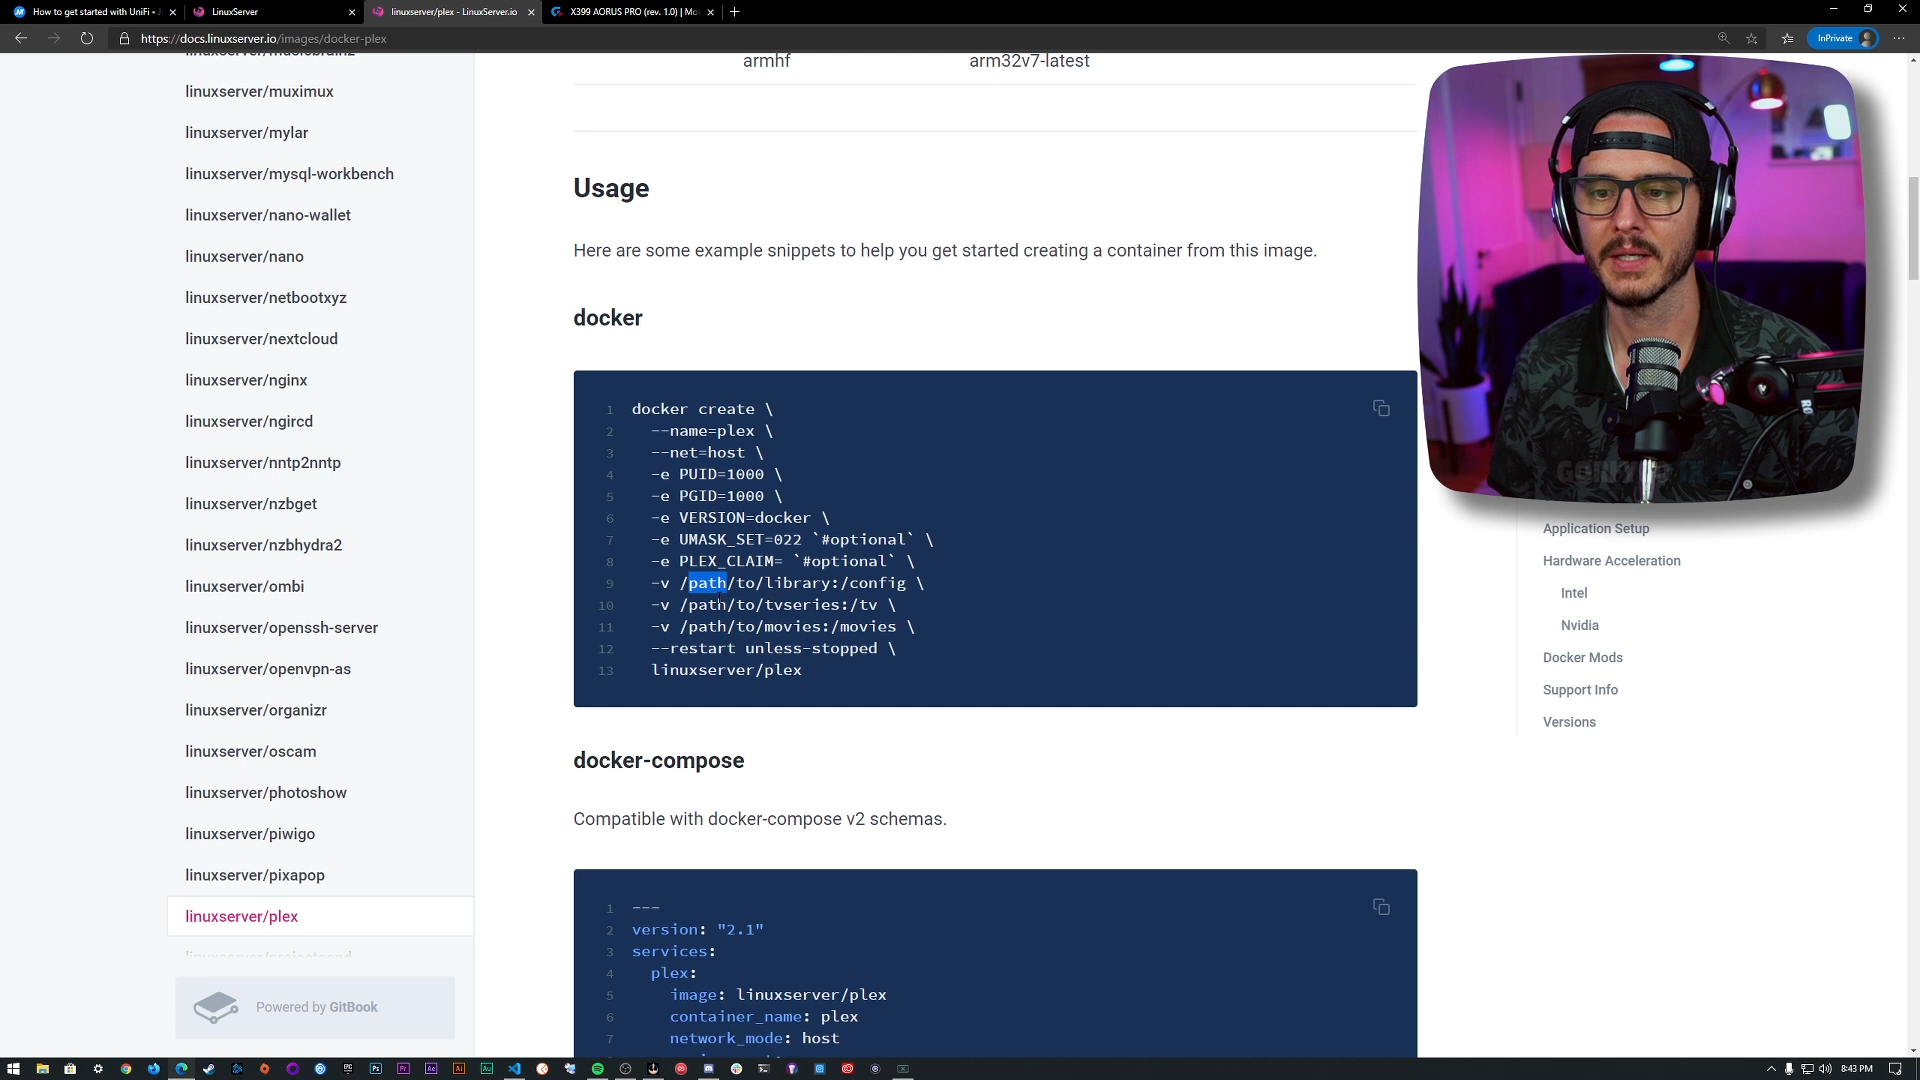 How to get started with UniFi •
LinuxServer
linuxserver/plex - LinuxServer.io
X399 AORUS PRO (rev. 1.0) | Mo
https://docs.linuxserver.io/images/docker-plex
InPrivate
linuxserver/musicbrainz
linuxserver/muximux
linuxserver/mylar
linuxserver/mysql-workbench
linuxserver/nano-wallet
linuxserver/nano
linuxserver/netbootxyz
linuxserver/nextcloud
linuxserver/nginx
linuxserver/ngircd
linuxserver/nntp2nntp
linuxserver/nzbget
linuxserver/nzbhydra2
linuxserver/ombi
linuxserver/openssh-server
linuxserver/openvpn-as
linuxserver/organizr
linuxserver/oscam
linuxserver/photoshow
linuxserver/piwigo
linuxserver/pixapop
linuxserver/plex
Powered by GitBook
armhf arm32v7-latest
Usage
Here are some example snippets to help you get started creating a container from this image.
docker
1 docker create \
2 --name=plex \
3 --net=host \
4 -e PUID=1000 \
5 -e PGID=1000 \
6 -e VERSION=docker \
7 -e UMASK_SET=022 `#optional` \
8 -e PLEX_CLAIM= `#optional` \
9 -v /path/to/library:/config \
10 -v /path/to/tvseries:/tv \
11 -v /path/to/movies:/movies \
12 --restart unless-stopped \
13 linuxserver/plex
docker-compose
Compatible with docker-compose v2 schemas.
1 ---
2 version: "2.1"
3 services:
4 plex:
5 image: linuxserver/plex
6 container_name: plex
7 network_mode: host
Application Setup
Hardware Acceleration
Intel
Nvidia
Docker Mods
Support Info
Versions
8:43 PM